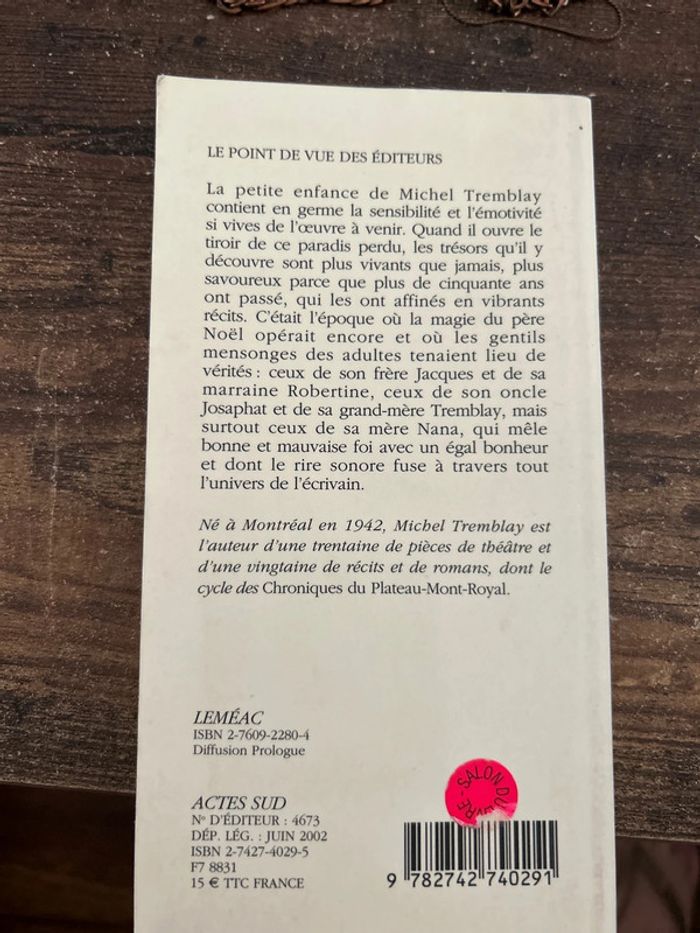 LE POINT DE VUE DES ÉDITEURS
La petite enfance de Michel Tremblay
contient en germe la sensibilité et l'émotivité
si vives de l'œuvre à venir. Quand il ouvre le
tiroir de ce paradis perdu, les trésors qu'il y
découvre sont plus vivants que jamais, plus
savoureux parce que plus de cinquante ans
ont passé, qui les ont affinés en vibrants
récits. C'était l'époque où la magie du père
Noël opérait encore et où les gentils
mensonges des adultes tenaient lieu de
vérités : ceux de son frère Jacques et de sa
marraine Robertine, ceux de son oncle
Josaphat et de sa grand-mère Tremblay, mais
surtout ceux de sa mère Nana, qui mêle
bonne et mauvaise foi avec un égal bonheur
et dont le rire sonore fuse à travers tout
l'univers de l'écrivain.
Né à Montréal en 1942, Michel Tremblay est
l'auteur d'une trentaine de pièces de théâtre et
d'une vingtaine de récits et de romans, dont le
cycle des Chroniques du Plateau-Mont-Royal.
LEMÉAC
ISBN 2-7609-2280-4
Diffusion Prologue
ACTES SUD
N° D'ÉDITEUR : 4673
DÉP. LÉG. : JUIN 2002
ISBN 2-7427-4029-5
F7 8831
15 € TTC FRANCE
SALON DU
9 782742 740291